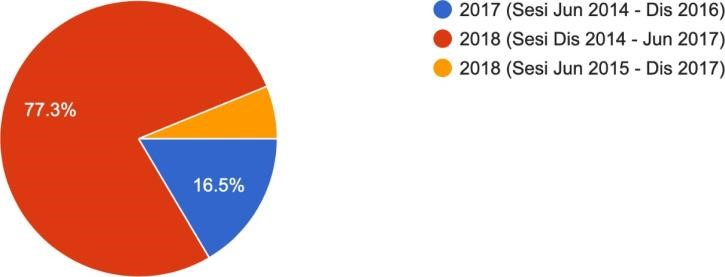 2017 (Sesi Jun 2014 - Dis 2016)
2018 (Sesi Dis 2014 - Jun 2017)
2018 (Sesi Jun 2015 - Dis 2017)
77.3%
16.5%